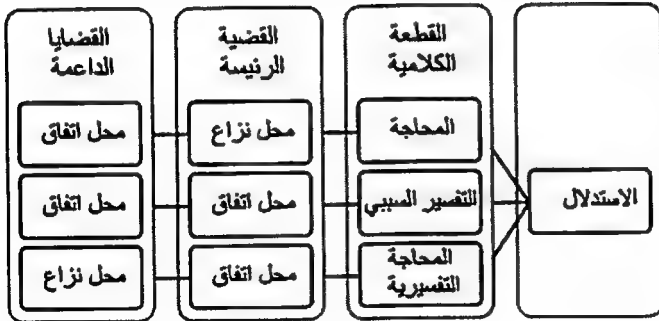 القطعة
الكلامية
القضية
الرئيسة
القضايا
الداعمة
الاستدلال
المحاجة
محل نزاع
محل اتفاق
التفسير السببي
محل اتفاق
محل اتفاق
المحاجة
التفسيرية
محل اتفاق
محل نزاع